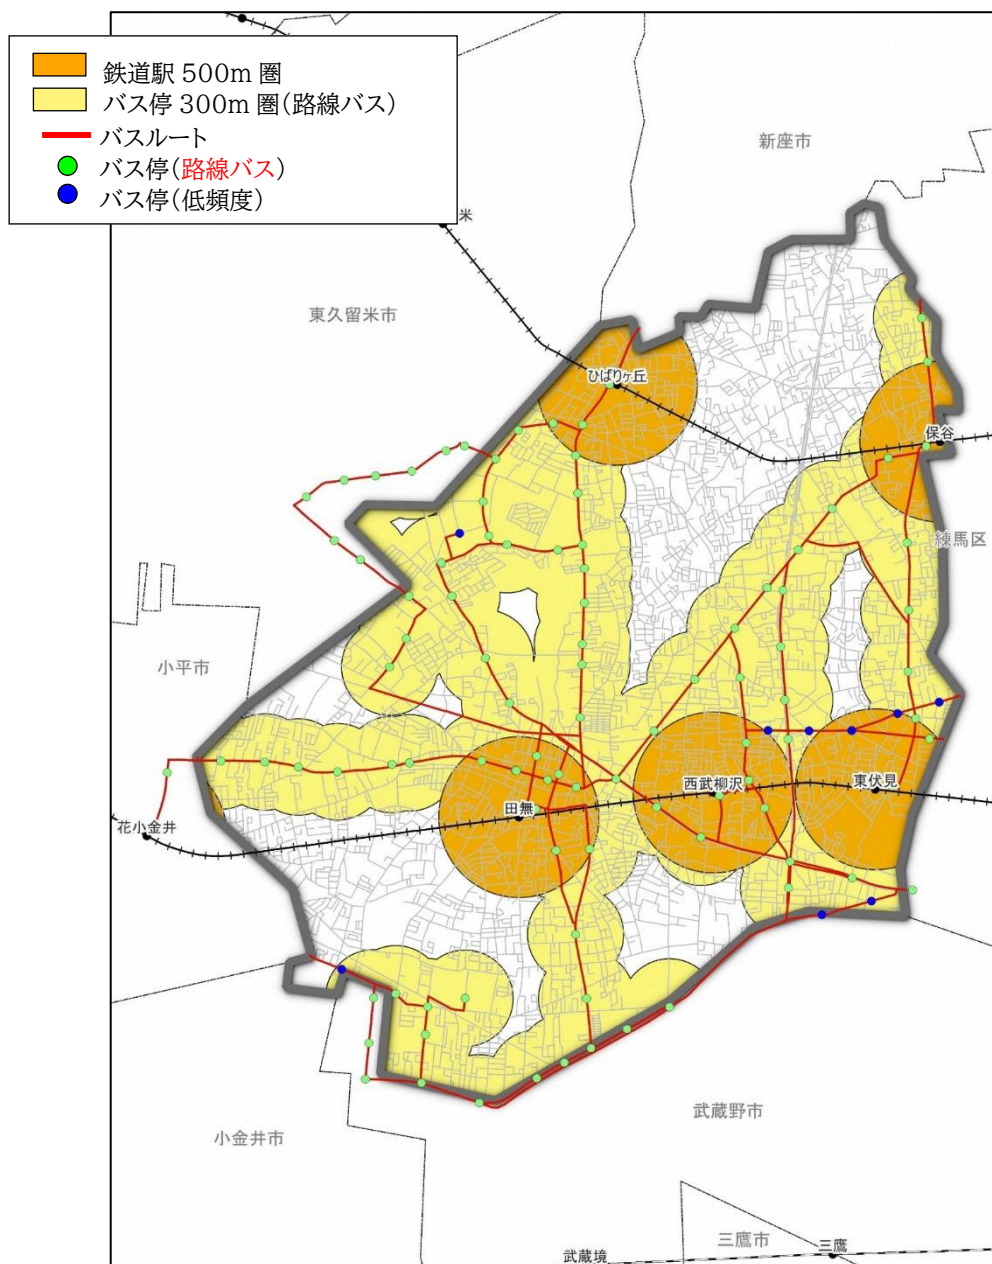 鉄道駅 500m 圏
バス停 300m 圏(路線バス)
バスルート
バス停(路線バス)
バス停(低頻度)
新座市
米
東久留米市
ひばりヶ丘
保谷
練馬区
小平市
西武柳沢
東伏見
田無
花小金井
武蔵野市
小金井市
三鷹市
三鷹
武蔵境